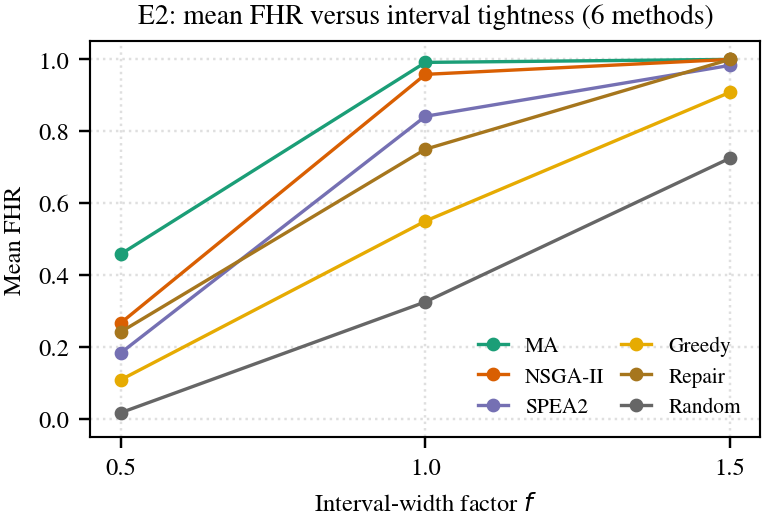 E2: mean FHR versus interval tightness (6 methods)
Mean FHR
1.0
0.8
0.6
0.4
0.2
0.0
0.5 1.0 1.5
Interval-width factor f
MA
NSGA-II
SPEA2
Greedy
Repair
Random